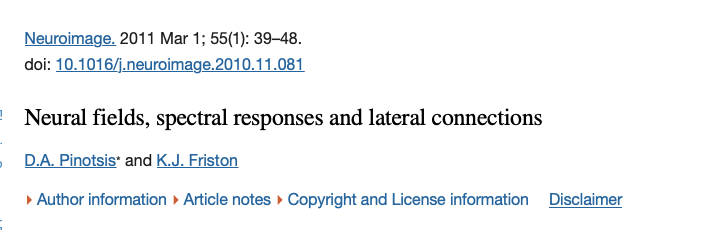 Neuroimage. 2011 Mar 1; 55(1): 39–48.
doi: 10.1016/j.neuroimage.2010.11.081
Neural fields, spectral responses and lateral connections
D.A. Pinotsis* and K.J. Friston
Author information Article notes Copyright and License information Disclaimer